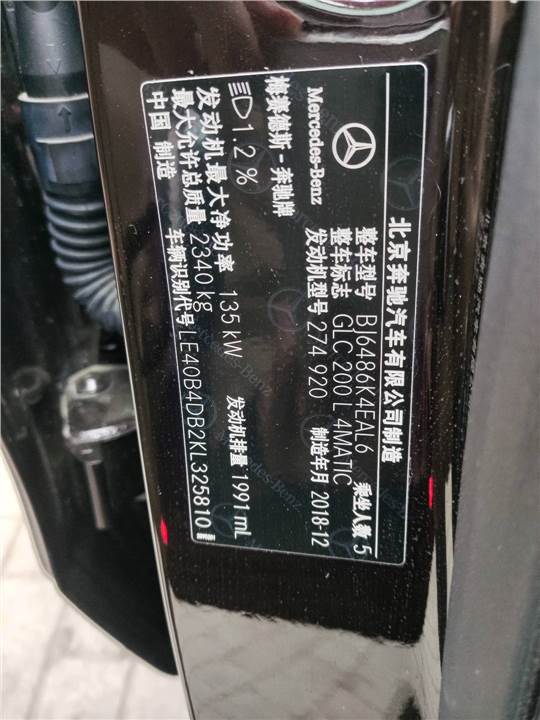 北京奔驰汽车有限公司制造
Mercedes-Benz
梅赛德斯-奔驰牌
整车型号 BJ6486K4EAL6 乘坐人数 5
整车标志 GLC 200 L 4MATIC
发动机型号 274 920 制造年月 2018-12
1.2 %
发动机最大净功率 135 kW 发动机排量 1991 mL
最大允许总质量 2340 kg
中国 制造 车辆识别代号 LE40B4DB2KL325810